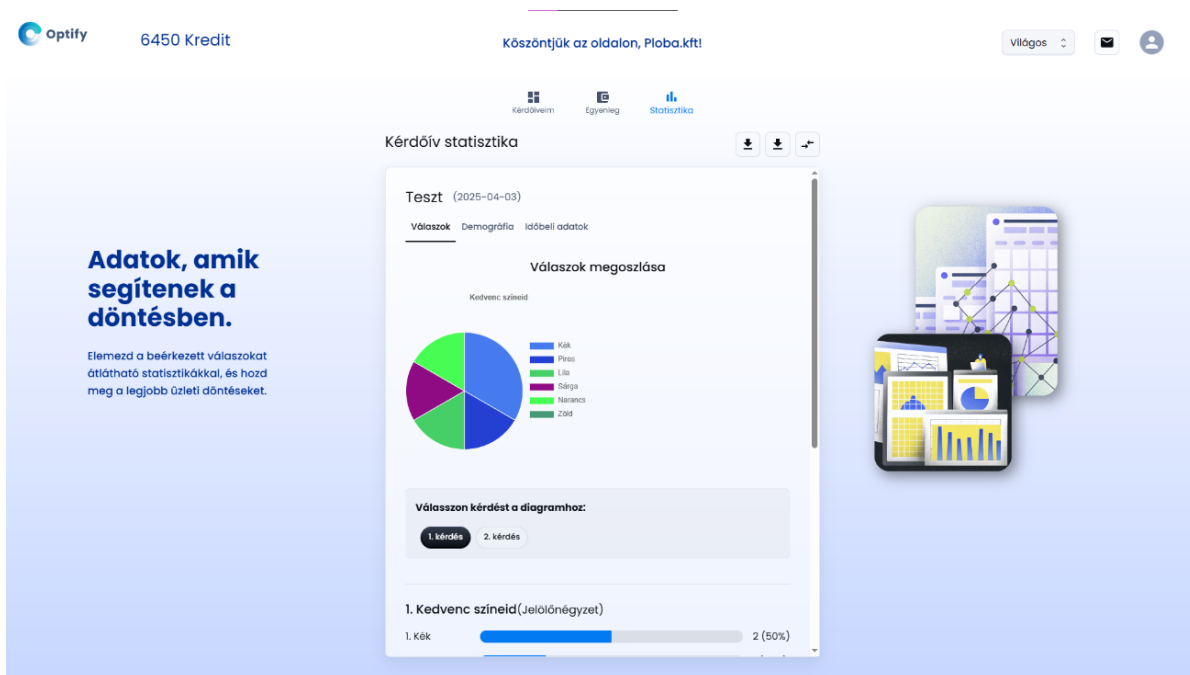 Optify
6450 Kredit
Köszöntjük az oldalon, Ploba.kft!
Világos
Kérdőíveim
Egyenleg
Statisztika
Kérdőív statisztika
Teszt (2025-04-03)
Válaszok Demográfia Időbeli adatok
Adatok, amik
segítenek a
döntésben.
Elemezd a beérkezett válaszokat
átlátható statisztikákkal, és hozd
meg a legjobb üzleti döntéseket.
Válaszok megoszlása
Kedvenc színeid
Kék
Piros
Lila
Sárga
Narancs
Zöld
Válasszon kérdést a diagramhoz:
1. kérdés 2. kérdés
1. Kedvenc színeid(Jelölőnégyzet)
1. Kék 2 (50%)